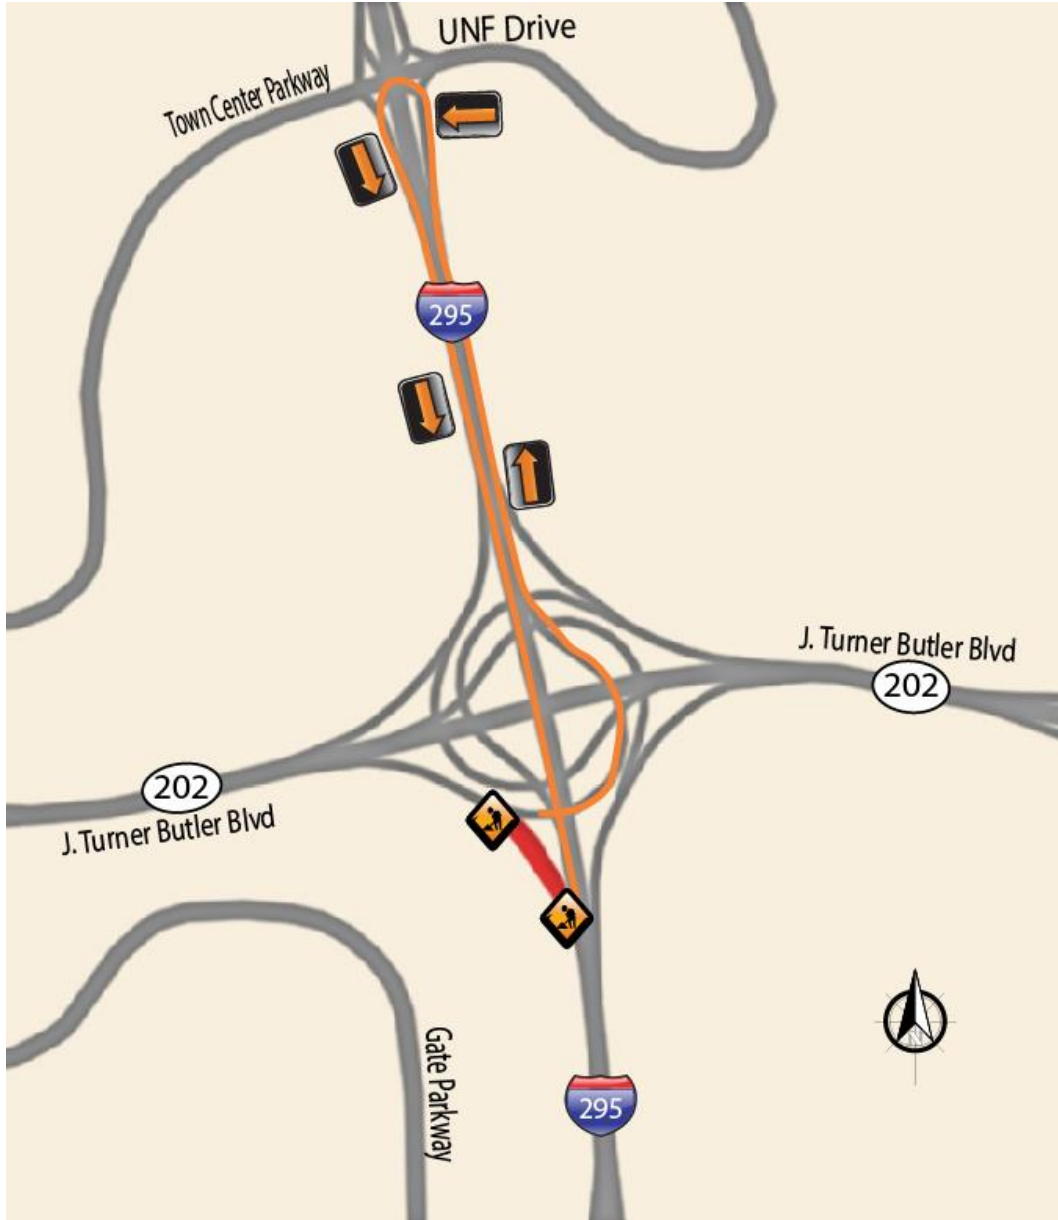 UNF Drive
Town Center Parkway
295
J. Turner Butler Blvd
202
202
J. Turner Butler Blvd
Gate Parkway
N
295